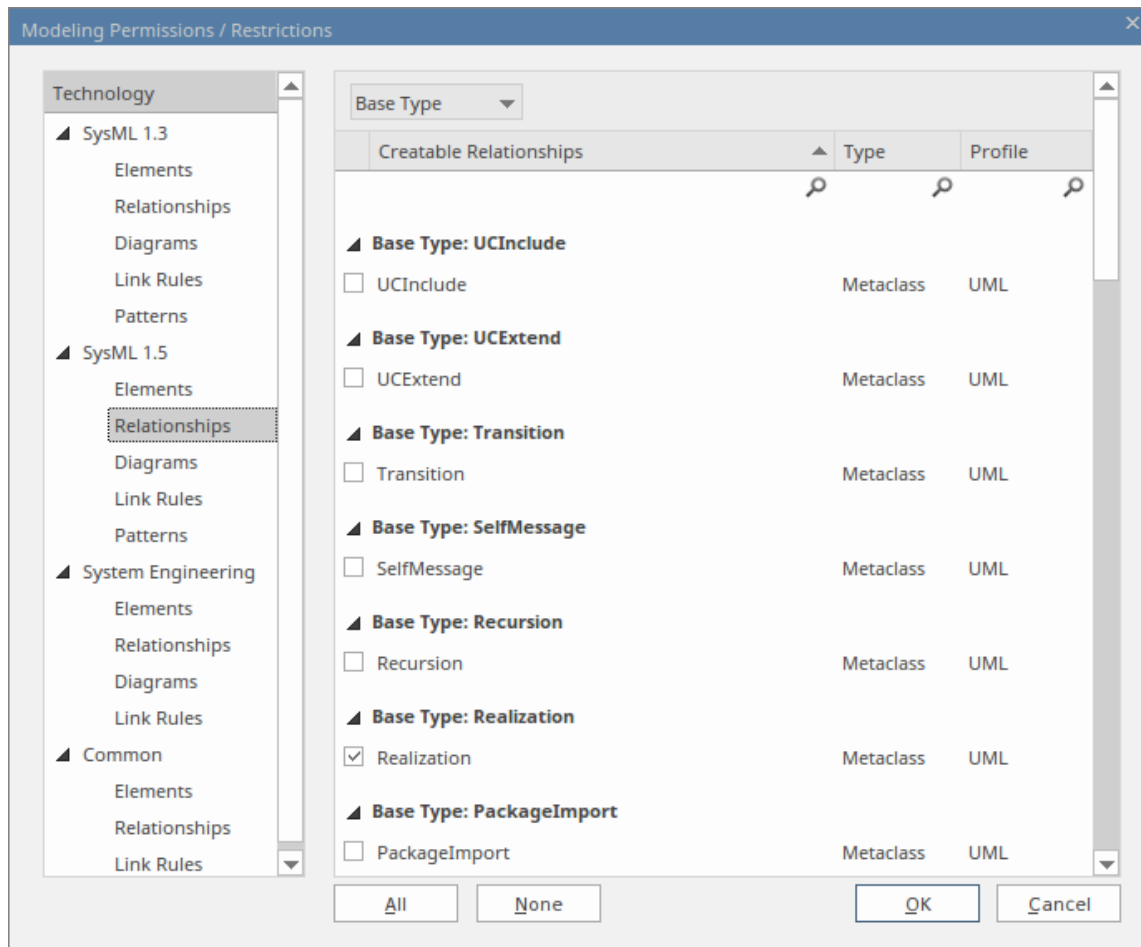 Modeling Permissions / Restrictions
Technology
SysML 1.3
Elements
Relationships
Diagrams
Link Rules
Patterns
SysML 1.5
Elements
Relationships
Diagrams
Link Rules
Patterns
System Engineering
Elements
Relationships
Diagrams
Link Rules
Common
Elements
Relationships
Link Rules
Base Type
Creatable Relationships Type Profile
Base Type: UCInclude
UCInclude Metaclass UML
Base Type: UCExtend
UCExtend Metaclass UML
Base Type: Transition
Transition Metaclass UML
Base Type: SelfMessage
SelfMessage Metaclass UML
Base Type: Recursion
Recursion Metaclass UML
Base Type: Realization
Realization Metaclass UML
Base Type: PackageImport
PackageImport Metaclass UML
All None OK Cancel